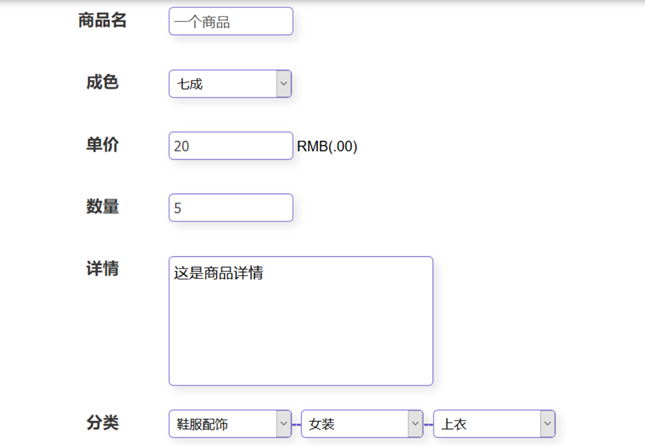 商品名 一个商品
成色 七成
单价 20 RMB(.00)
数量 5
详情 这是商品详情
分类 鞋服配饰 女装 上衣